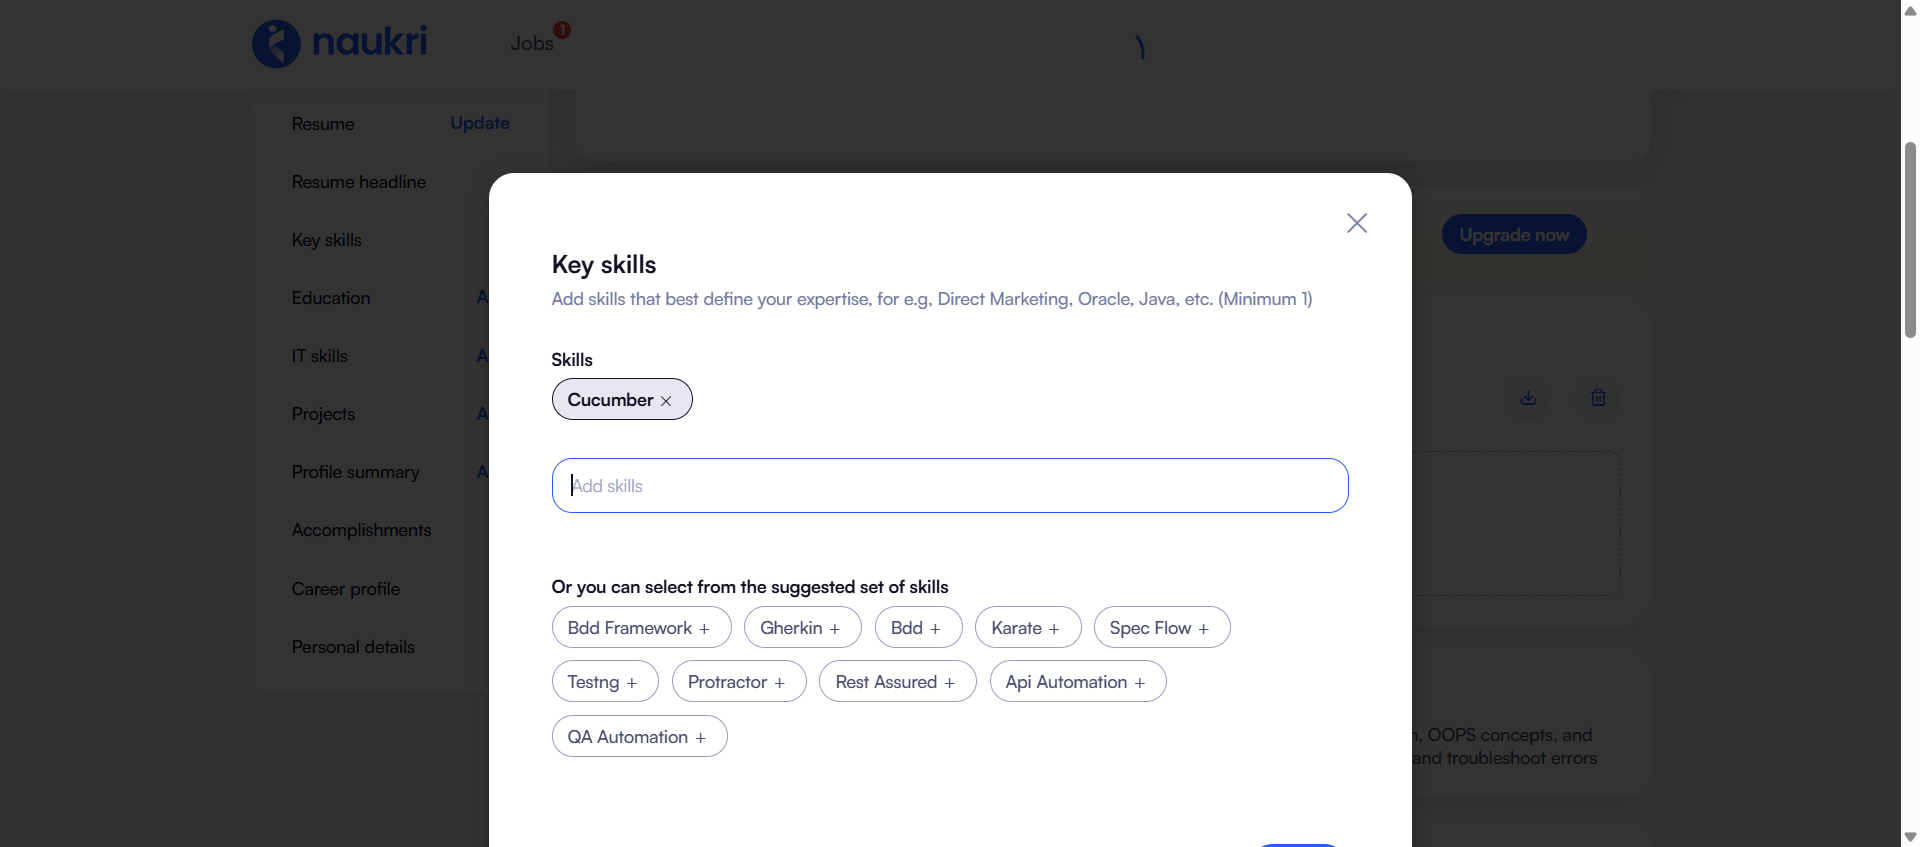 naukri
Jobs
1
Resume
Update
Resume headline
Key skills
Education
A
IT skills
A
Projects
A
Profile summary
A
Accomplishments
Career profile
Personal details
Upgrade now
Key skills
Add skills that best define your expertise, for e.g, Direct Marketing, Oracle, Java, etc. (Minimum 1)
Skills
Cucumber ×
Add skills
Or you can select from the suggested set of skills
Bdd Framework + Gherkin + Bdd + Karate + Spec Flow +
Testng + Protractor + Rest Assured + Api Automation +
QA Automation +
, OOPS concepts, and
and troubleshoot errors